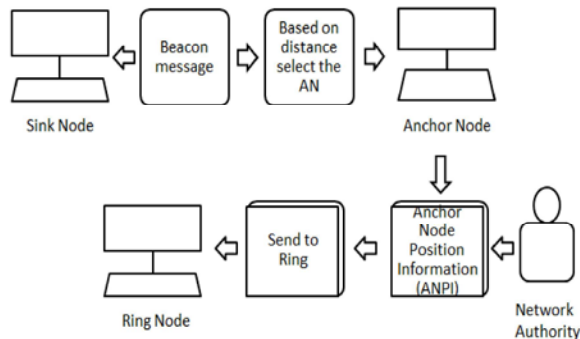 Beacon
message
Based on
distance
select the
AN
Sink Node
Anchor Node
Send to
Ring
Anchor
Node
Position
Information
(ANPI)
Ring Node
Network
Authority